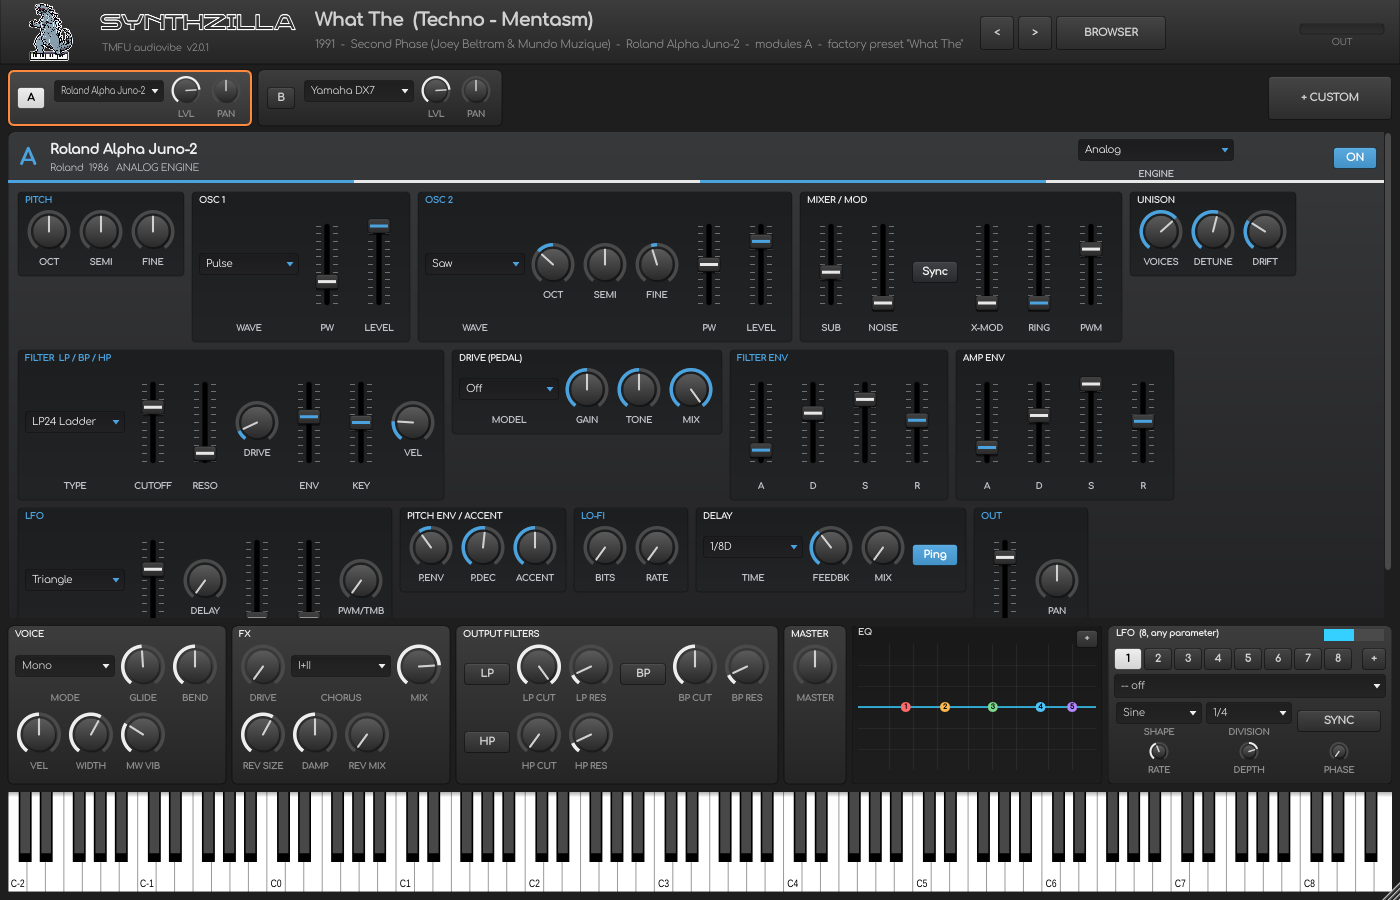 SYNTHZILLA
TMFU audiovibe v2.0.1
What The (Techno - Mentasm)
1991 - Second Phase (Joey Beltram & Mundo Muzique) - Roland Alpha Juno-2 - modules A - factory preset "What The"
< > BROWSER
OUT
A Roland Alpha Juno-2 LVL PAN
B Yamaha DX7 LVL PAN
+ CUSTOM
A Roland Alpha Juno-2
Roland 1986 ANALOG ENGINE
Analog
ENGINE
ON
PITCH
OCT SEMI FINE
OSC 1
Pulse
WAVE PW LEVEL
OSC 2
Saw
OCT SEMI FINE
WAVE PW LEVEL
MIXER / MOD
Sync
SUB NOISE X-MOD RING PWM
UNISON
VOICES DETUNE DRIFT
FILTER LP / BP / HP
LP24 Ladder
DRIVE VEL
TYPE CUTOFF RESO ENV KEY
DRIVE (PEDAL)
Off
MODEL GAIN TONE MIX
FILTER ENV
A D S R
AMP ENV
A D S R
LFO
Triangle
DELAY PWM/TMB
PITCH ENV / ACCENT
P.ENV P.DEC ACCENT
LO-FI
BITS RATE
DELAY
1/8D
Ping
TIME FEEDBK MIX
OUT
PAN
VOICE
Mono
MODE GLIDE BEND
VEL WIDTH MW VIB
FX
I+II
DRIVE CHORUS MIX
REV SIZE DAMP REV MIX
OUTPUT FILTERS
LP BP
LP CUT LP RES BP CUT BP RES
HP
HP CUT HP RES
MASTER
MASTER
EQ
+
1 2 3 4 5
LFO (8, any parameter)
1 2 3 4 5 6 7 8 +
-- off
Sine 1/4 SYNC
SHAPE DIVISION
RATE DEPTH PHASE
C-2 C-1 C0 C1 C2 C3 C4 C5 C6 C7 C8